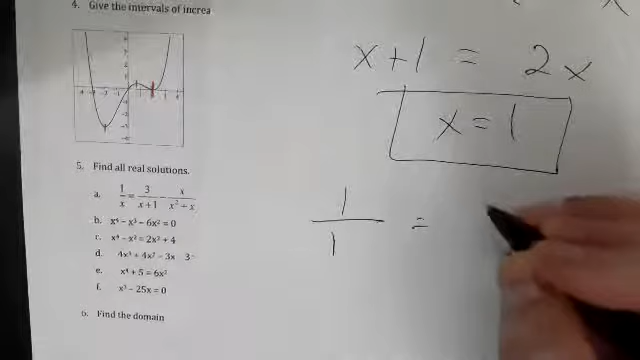 4. Give the intervals of increa
5. Find all real solutions.
a. 1/x = 3/(x+1) − x/(x²+x)
b. x⁴ − x³ − 6x² = 0
c. x⁴ − x² = 2x² + 4
d. 4x³ + 4x² − 3x 3
e. x⁴ + 5 = 6x²
f. x³ − 25x = 0
6. Find the domain
x + 1 = 2x
x = 1
1/1 =